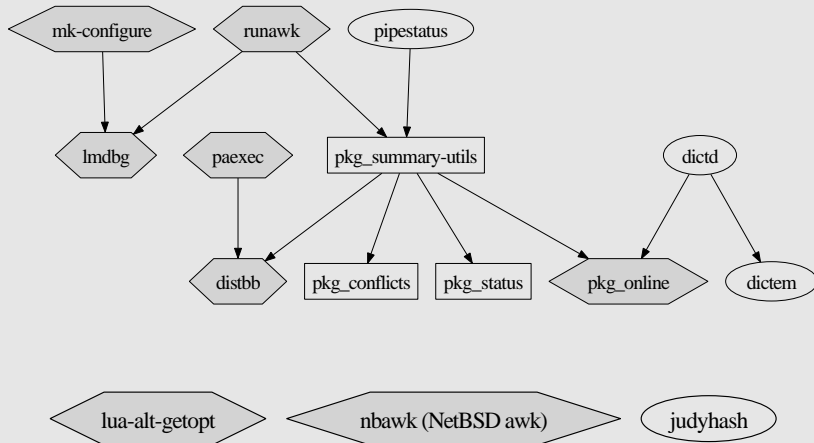 mk-configure
runawk
pipestatus
lmdbg
paexec
pkg_summary-utils
dictd
distbb
pkg_conflicts
pkg_status
pkg_online
dictem
lua-alt-getopt
nbawk (NetBSD awk)
judyhash